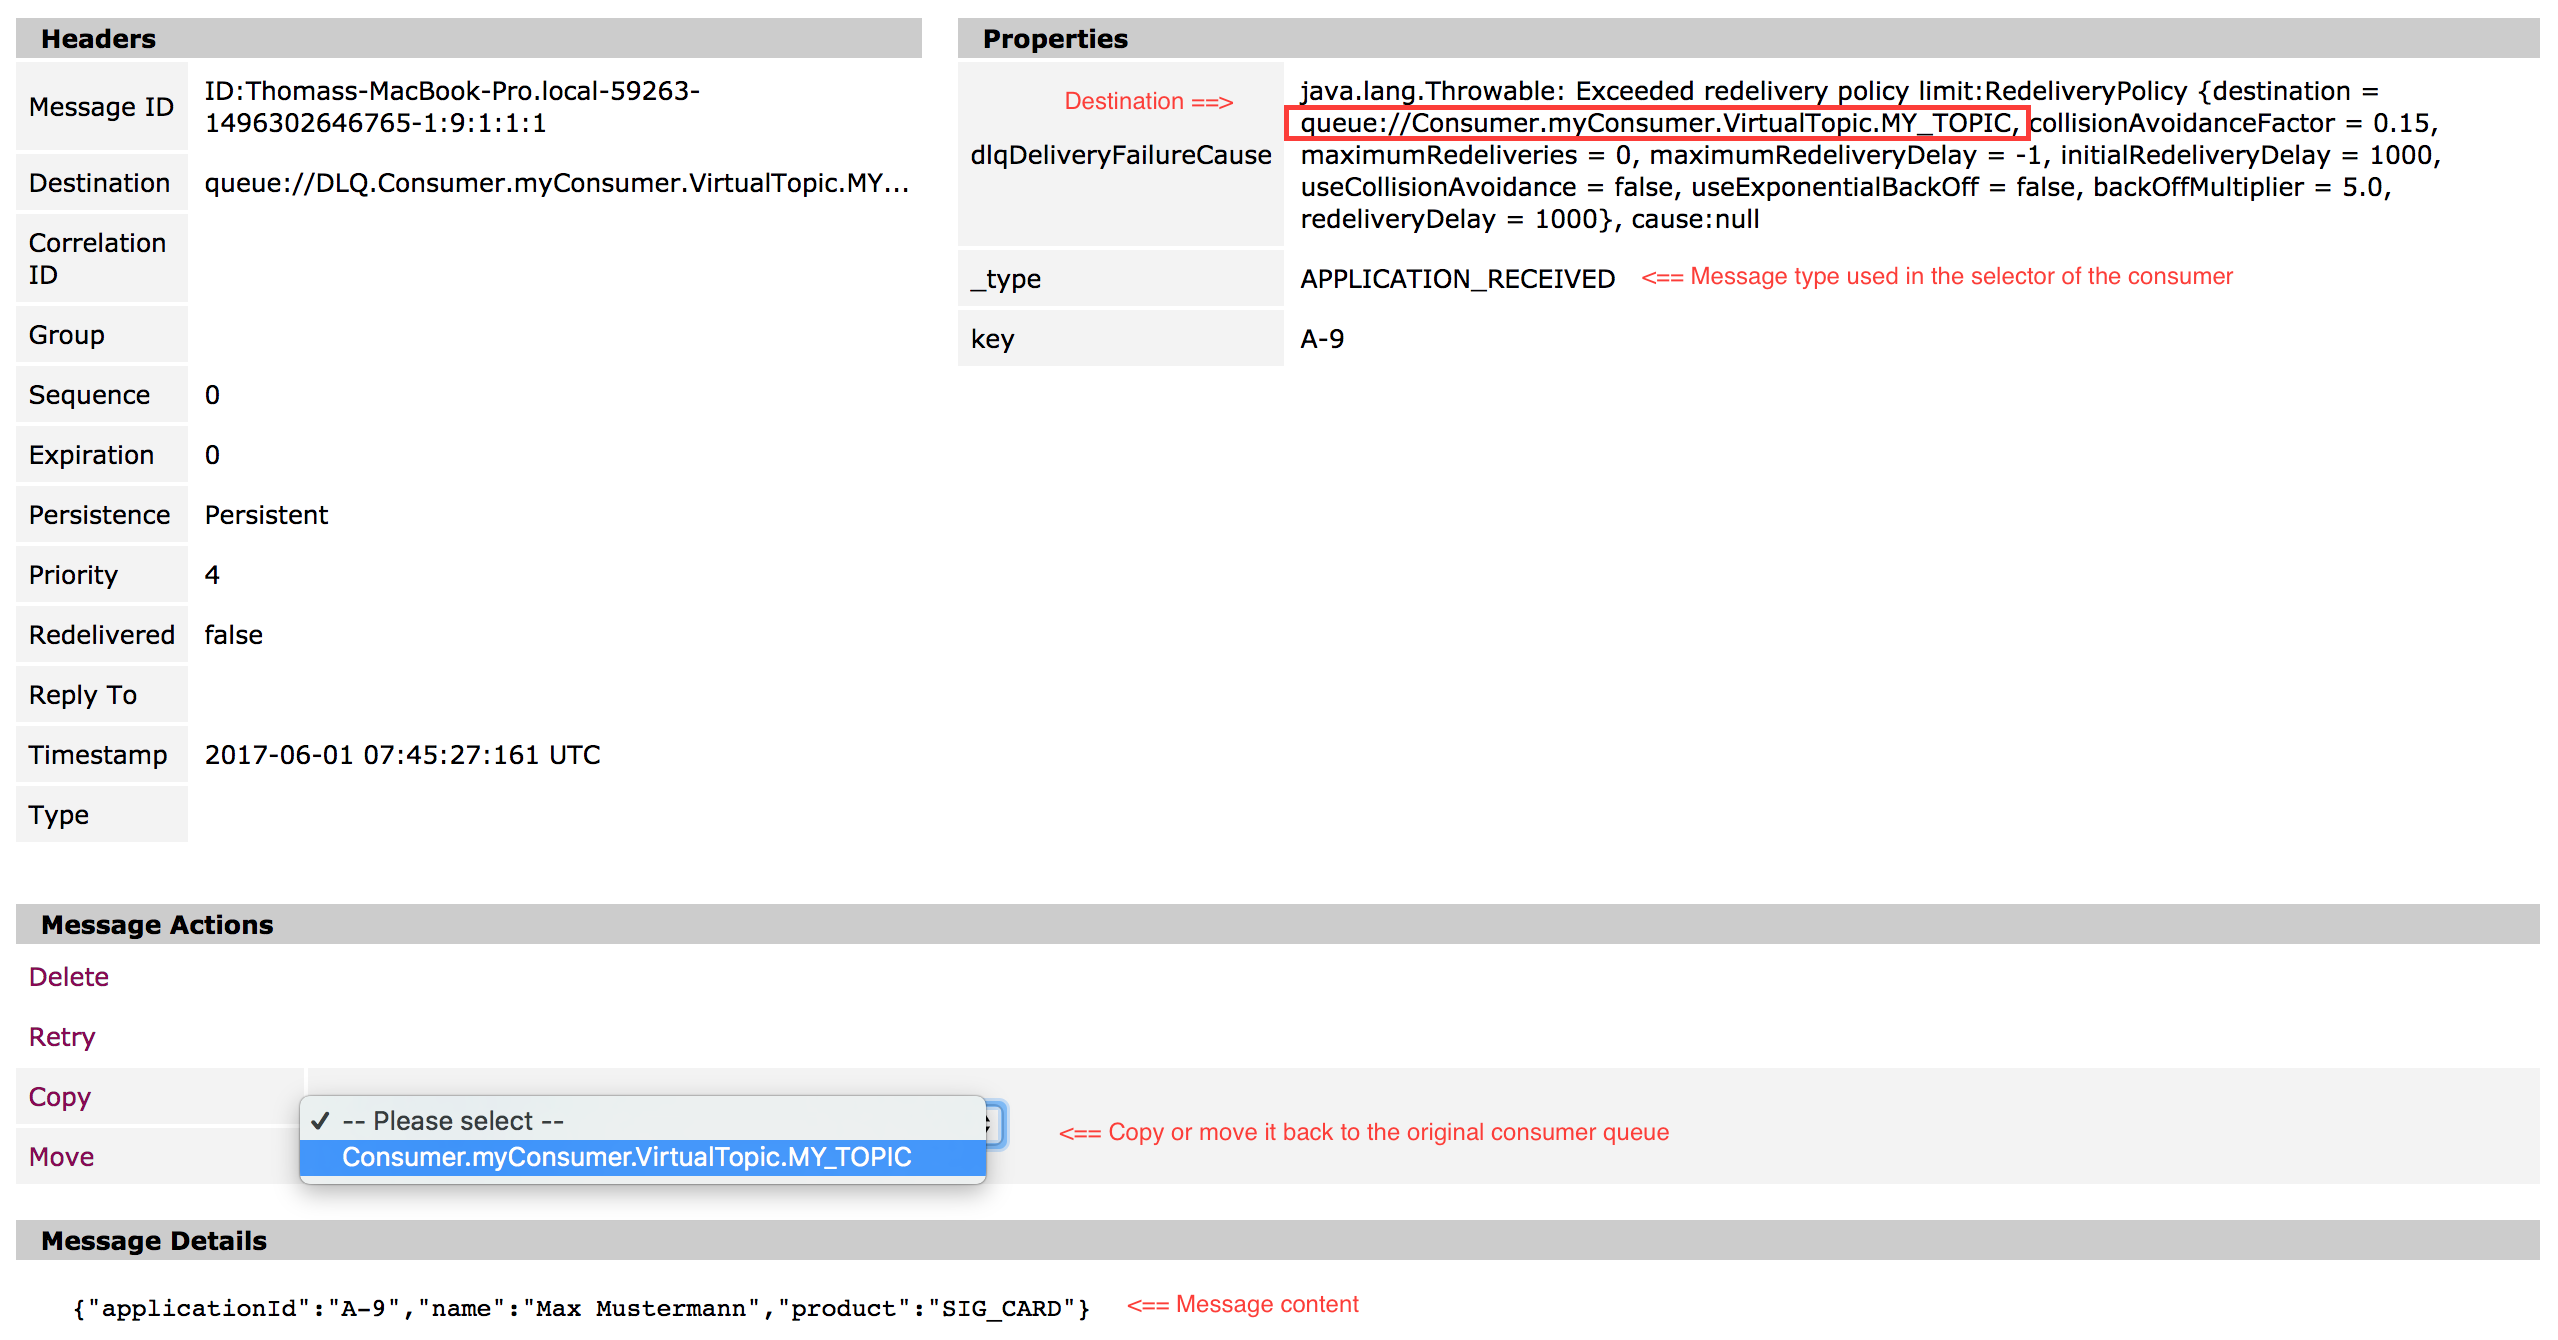 Headers
Message ID
ID:Thomass-MacBook-Pro.local-59263-
1496302646765-1:9:1:1:1
Destination
queue://DLQ.Consumer.myConsumer.VirtualTopic.MY...
Correlation
ID
Group
Sequence
0
Expiration
0
Persistence
Persistent
Priority
4
Redelivered
false
Reply To
Timestamp
2017-06-01 07:45:27:161 UTC
Type
Properties
Destination ==>
dlqDeliveryFailureCause
java.lang.Throwable: Exceeded redelivery policy limit:RedeliveryPolicy {destination =
queue://Consumer.myConsumer.VirtualTopic.MY_TOPIC, collisionAvoidanceFactor = 0.15,
maximumRedeliveries = 0, maximumRedeliveryDelay = -1, initialRedeliveryDelay = 1000,
useCollisionAvoidance = false, useExponentialBackOff = false, backOffMultiplier = 5.0,
redeliveryDelay = 1000}, cause:null
_type
APPLICATION_RECEIVED
<== Message type used in the selector of the consumer
key
A-9
Message Actions
Delete
Retry
Copy
Move
✓ -- Please select --
Consumer.myConsumer.VirtualTopic.MY_TOPIC
<== Copy or move it back to the original consumer queue
Message Details
{"applicationId":"A-9","name":"Max Mustermann","product":"SIG_CARD"}
<== Message content